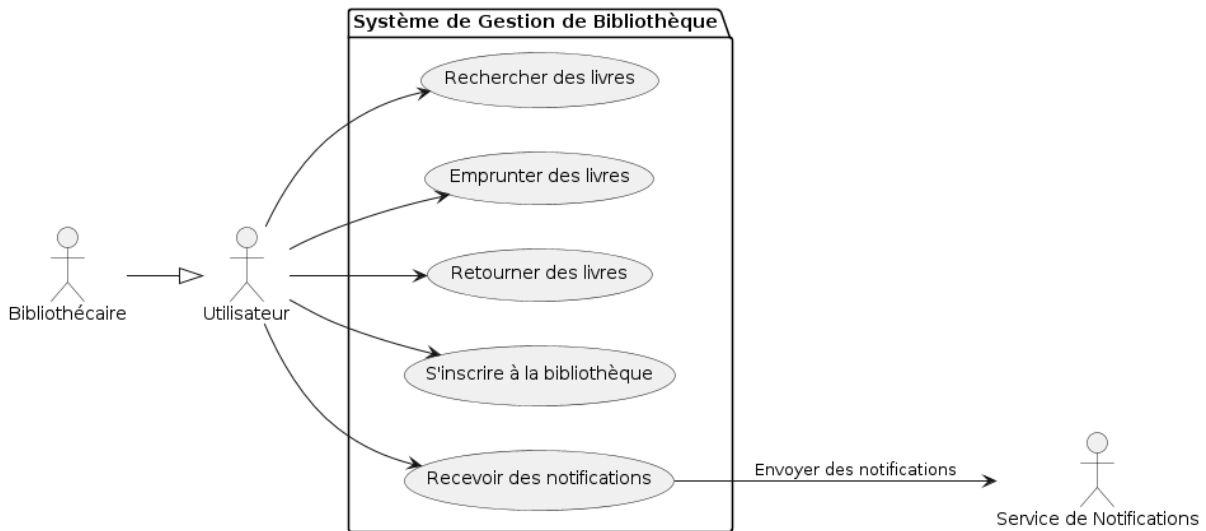 Système de Gestion de Bibliothèque
Rechercher des livres
Emprunter des livres
Bibliothécaire
Utilisateur
Retourner des livres
S'inscrire à la bibliothèque
Recevoir des notifications
Envoyer des notifications
Service de Notifications